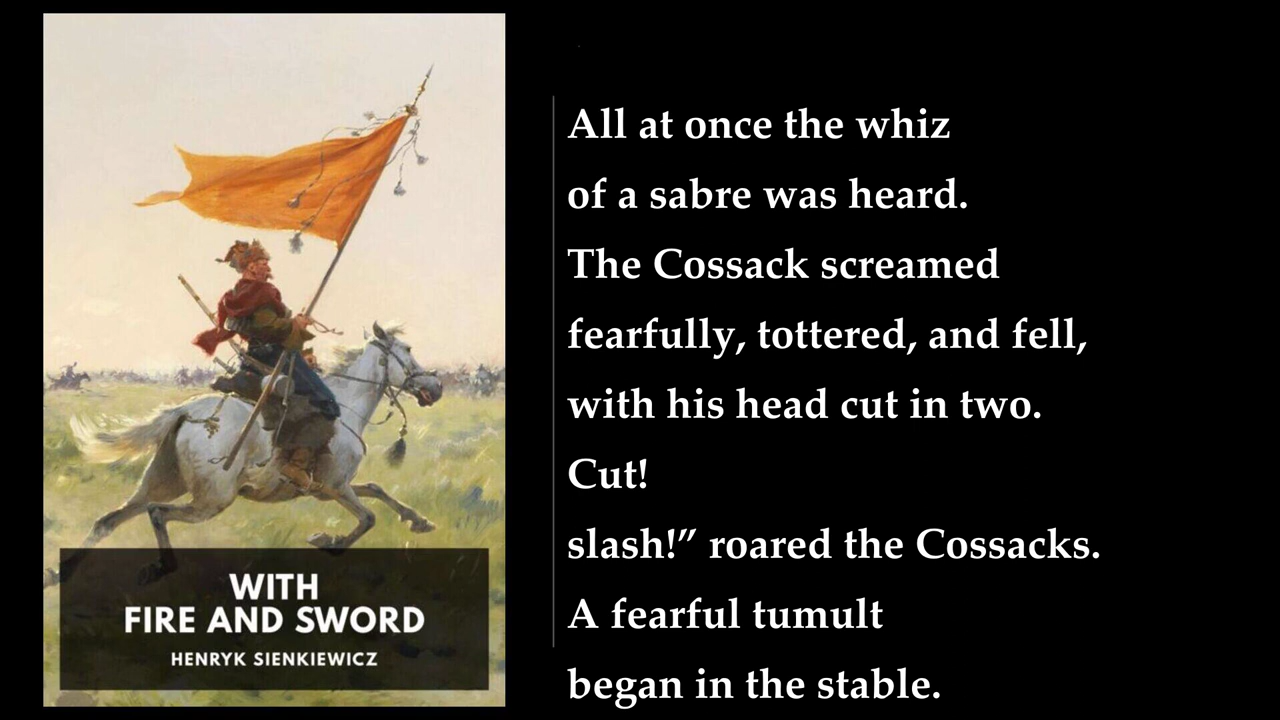 WITH
FIRE AND SWORD
HENRYK SIENKIEWICZ
All at once the whiz
of a sabre was heard.
The Cossack screamed
fearfully, tottered, and fell,
with his head cut in two.
Cut!
slash!” roared the Cossacks.
A fearful tumult
began in the stable.